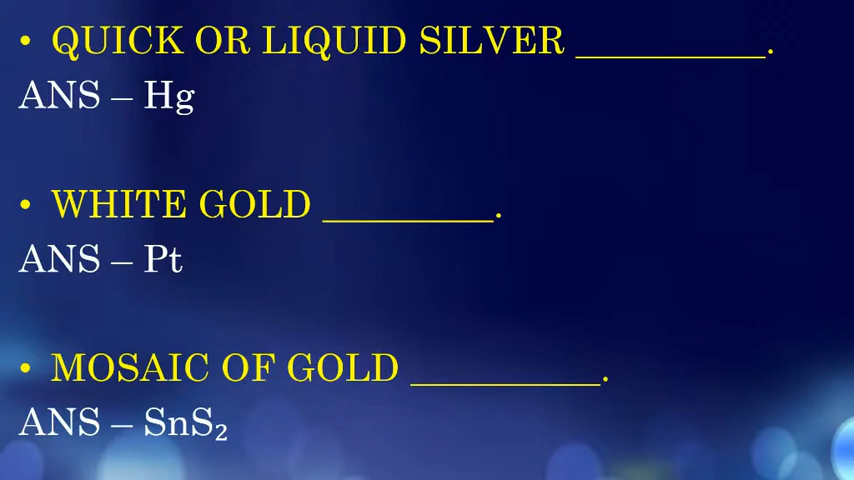 • QUICK OR LIQUID SILVER __________.
ANS – Hg
• WHITE GOLD _________.
ANS – Pt
• MOSAIC OF GOLD __________.
ANS – SnS₂